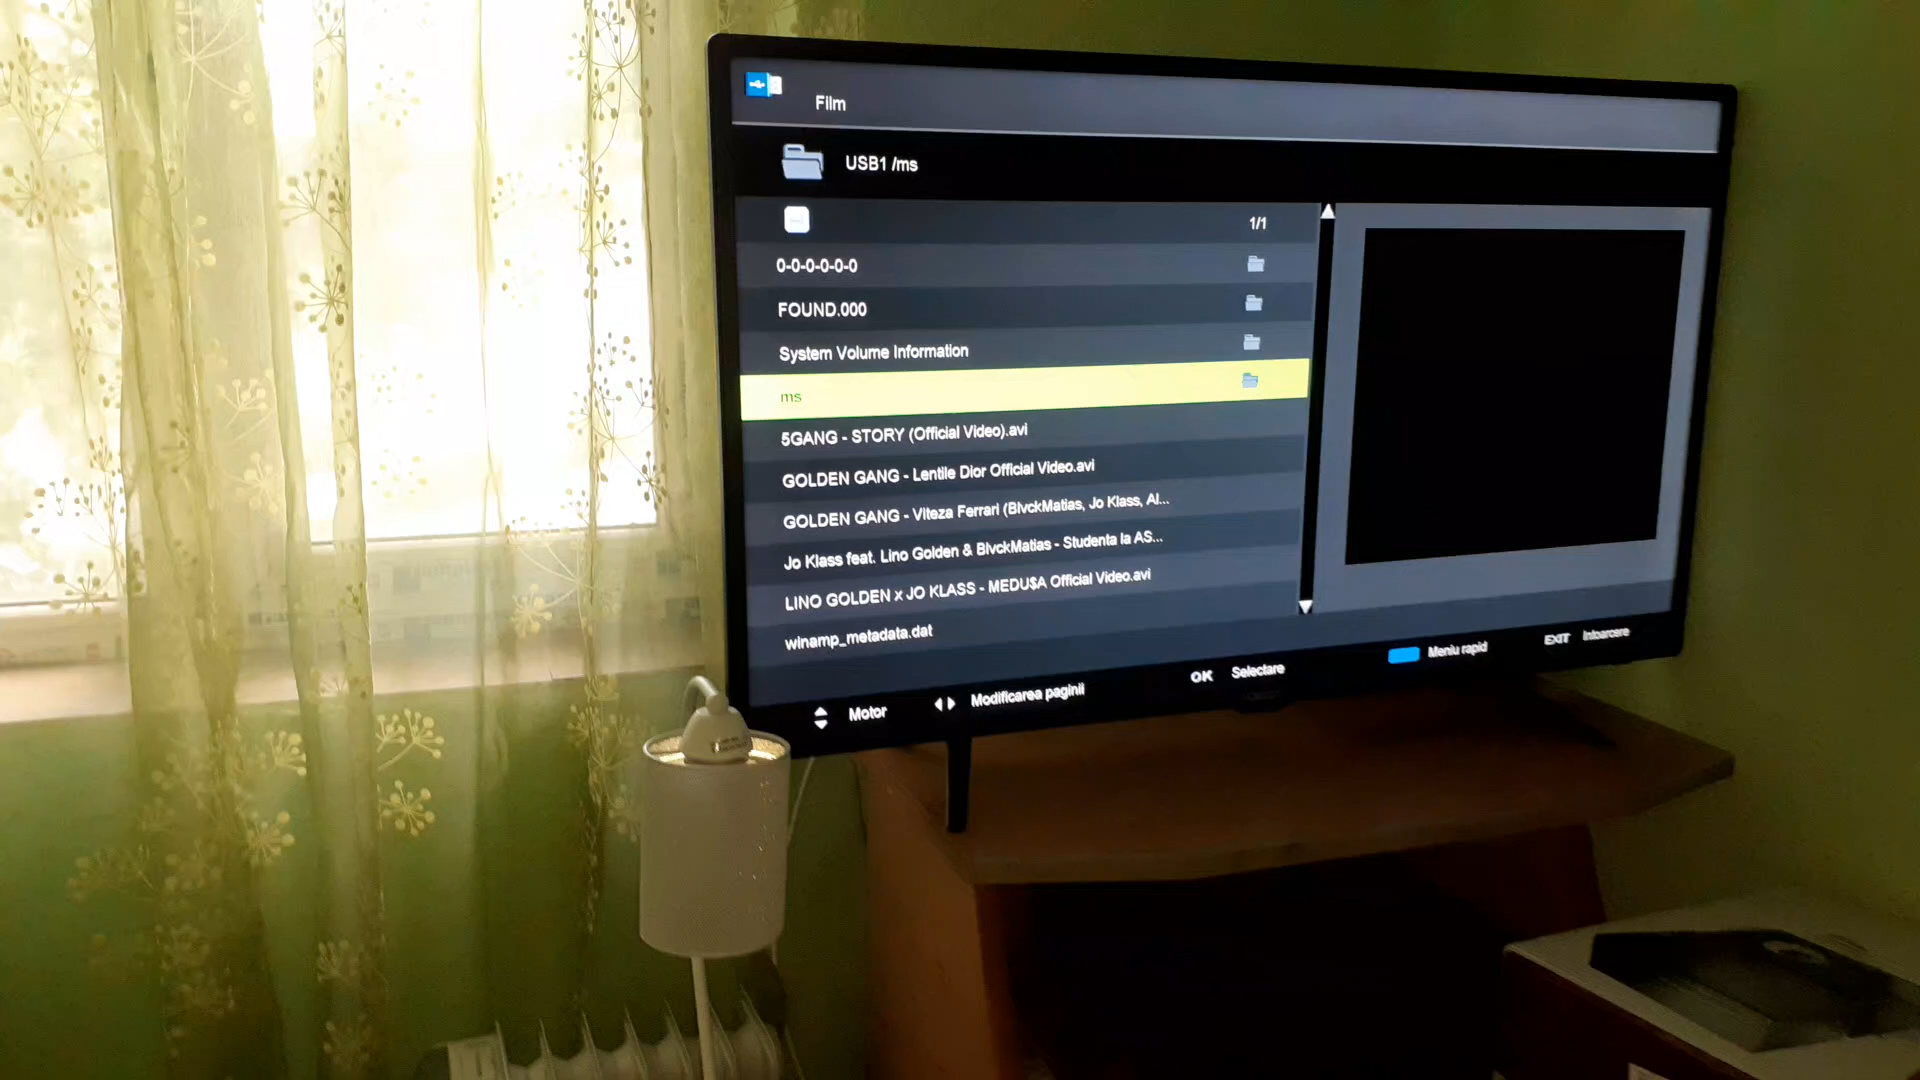 Film
USB1 /ms
1/1
0-0-0-0-0-0
FOUND.000
System Volume Information
ms
5GANG - STORY (Official Video).avi
GOLDEN GANG - Lentile Dior Official Video.avi
GOLDEN GANG - Viteza Ferrari (BlvckMatias, Jo Klass, Al...
Jo Klass feat. Lino Golden & BlvckMatias - Studenta la AS...
LINO GOLDEN x JO KLASS - MEDU$A Official Video.avi
winamp_metadata.dat
Motor Modificarea paginii OK Selectare Meniu rapid EXIT Intoarcere